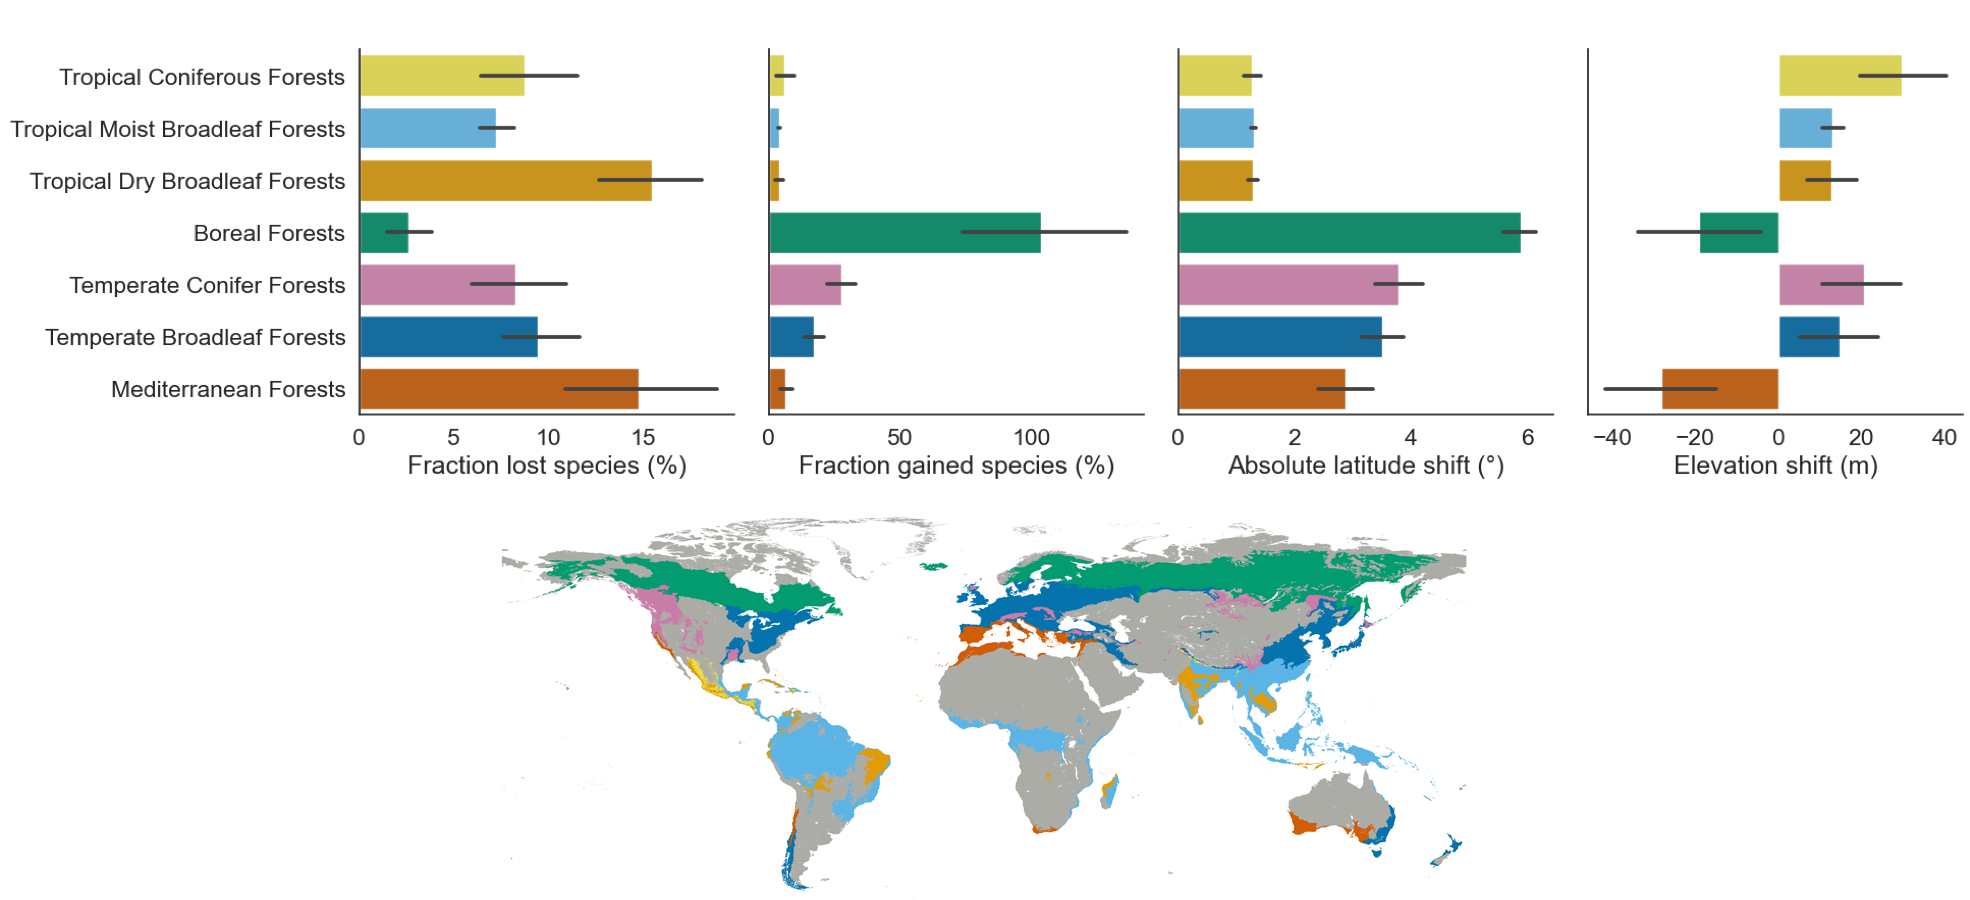 Tropical Coniferous Forests
Tropical Moist Broadleaf Forests
Tropical Dry Broadleaf Forests
Boreal Forests
Temperate Conifer Forests
Temperate Broadleaf Forests
Mediterranean Forests
0 5 10 15
Fraction lost species (%)
0 50 100
Fraction gained species (%)
0 2 4 6
Absolute latitude shift (°)
−40 −20 0 20 40
Elevation shift (m)